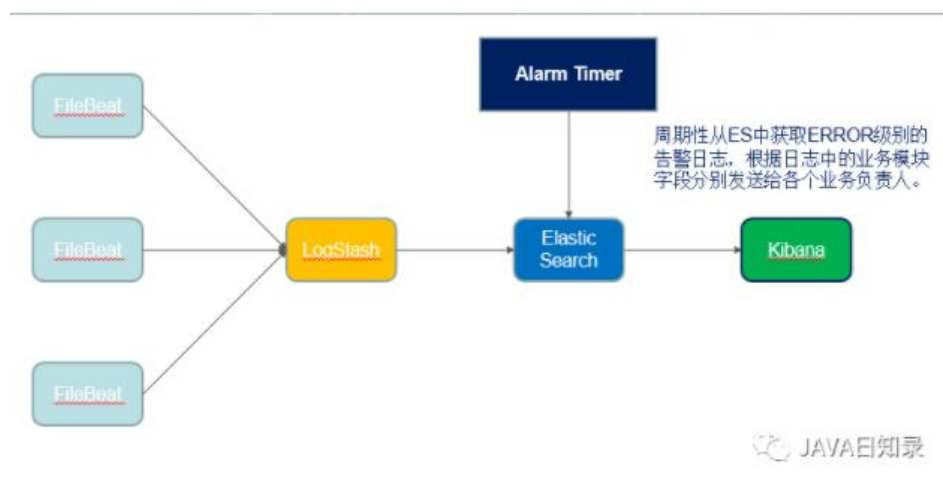 Alarm Timer
FileBeat
周期性从ES中获取ERROR级别的
告警日志，根据日志中的业务模块
字段分别发送给各个业务负责人。
FileBeat
LogStash
Elastic
Search
Kibana
FileBeat
JAVA日知录